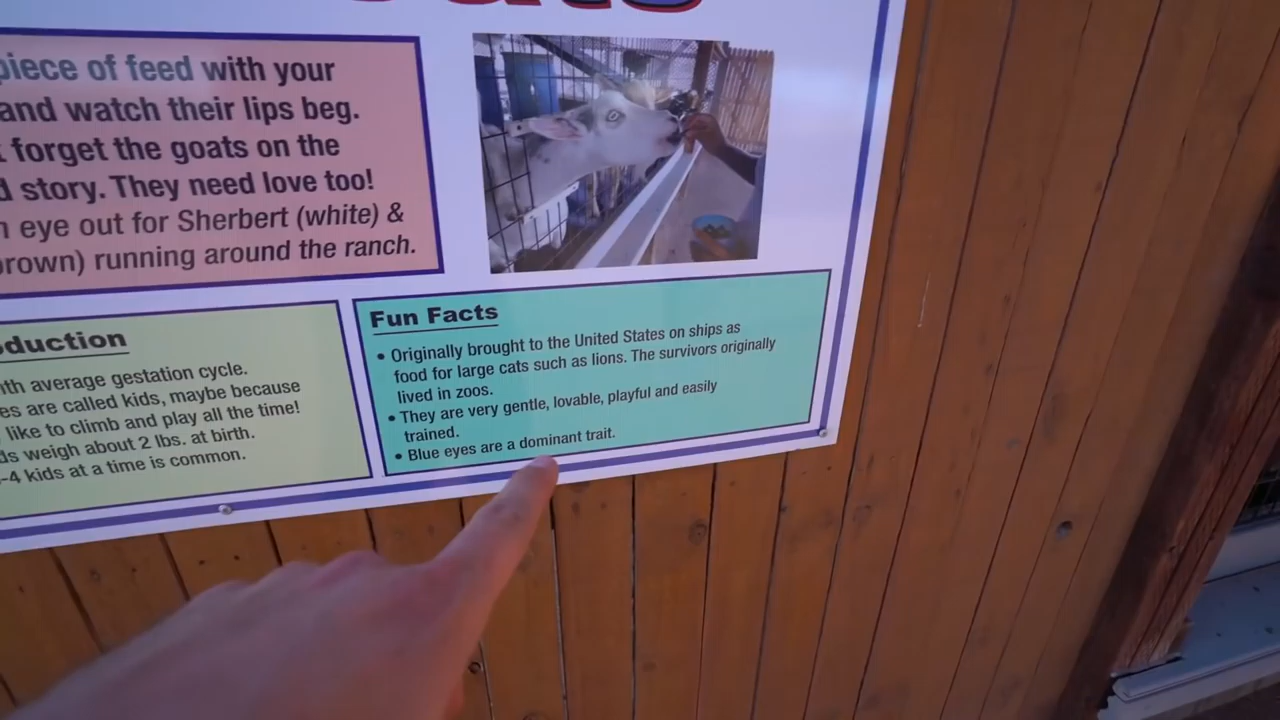 piece of feed with your
and watch their lips beg.
forget the goats on the
story. They need love too!
eye out for Sherbert (white) &
running around the ranch.
average gestation cycle.
are called kids, maybe because
like to climb and play all the time!
weigh about 2 lbs. at birth.
-4 kids at a time is common.
Fun Facts
• Originally brought to the United States on ships as
food for large cats such as lions. The survivors originally
lived in zoos.
• They are very gentle, lovable, playful and easily
trained.
• Blue eyes are a dominant trait.